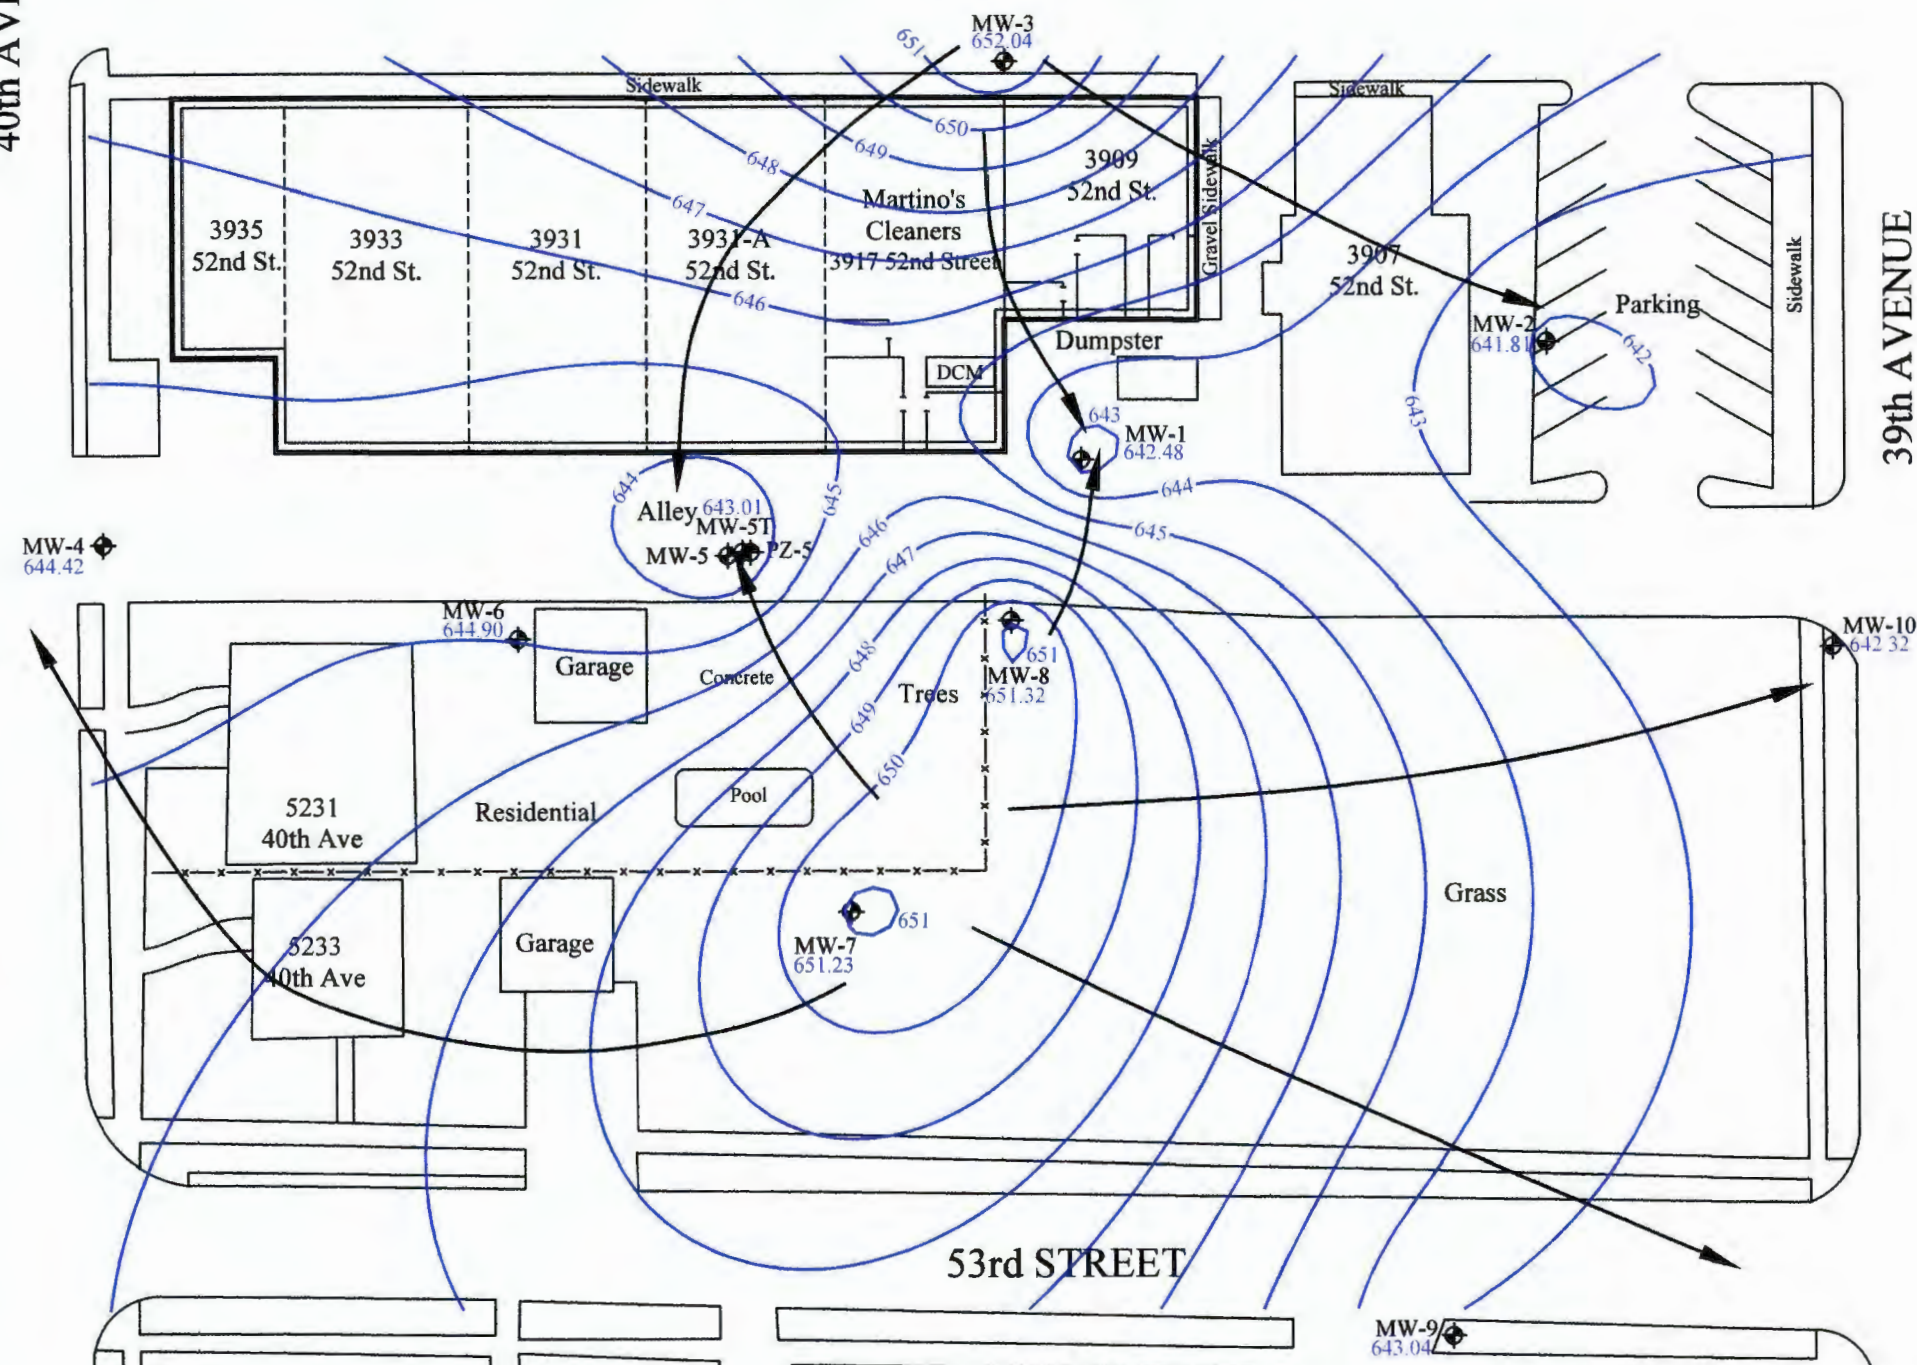 40th AV
MW-3
652.04
651
Sidewalk
Sidewalk
650
649
648
647
646
3909
52nd St.
Gravel Sidewalk
Martino's
Cleaners
3917 52nd Street
3935
52nd St.
3933
52nd St.
3931
52nd St.
3931-A
52nd St.
3907
52nd St.
Parking
Sidewalk
39th AVENUE
MW-2
641.81
642
Dumpster
DCM
643
643
MW-1
642.48
644
645
644
645
Alley
643.01
MW-5T
MW-5
PZ-5
646
647
MW-4
644.42
MW-6
644.90
Garage
Concrete
648
649
650
Trees
651
MW-8
651.32
MW-10
642 32
5231
40th Ave
Residential
Pool
Grass
5233
40th Ave
Garage
651
MW-7
651.23
53rd STREET
MW-9
643.04